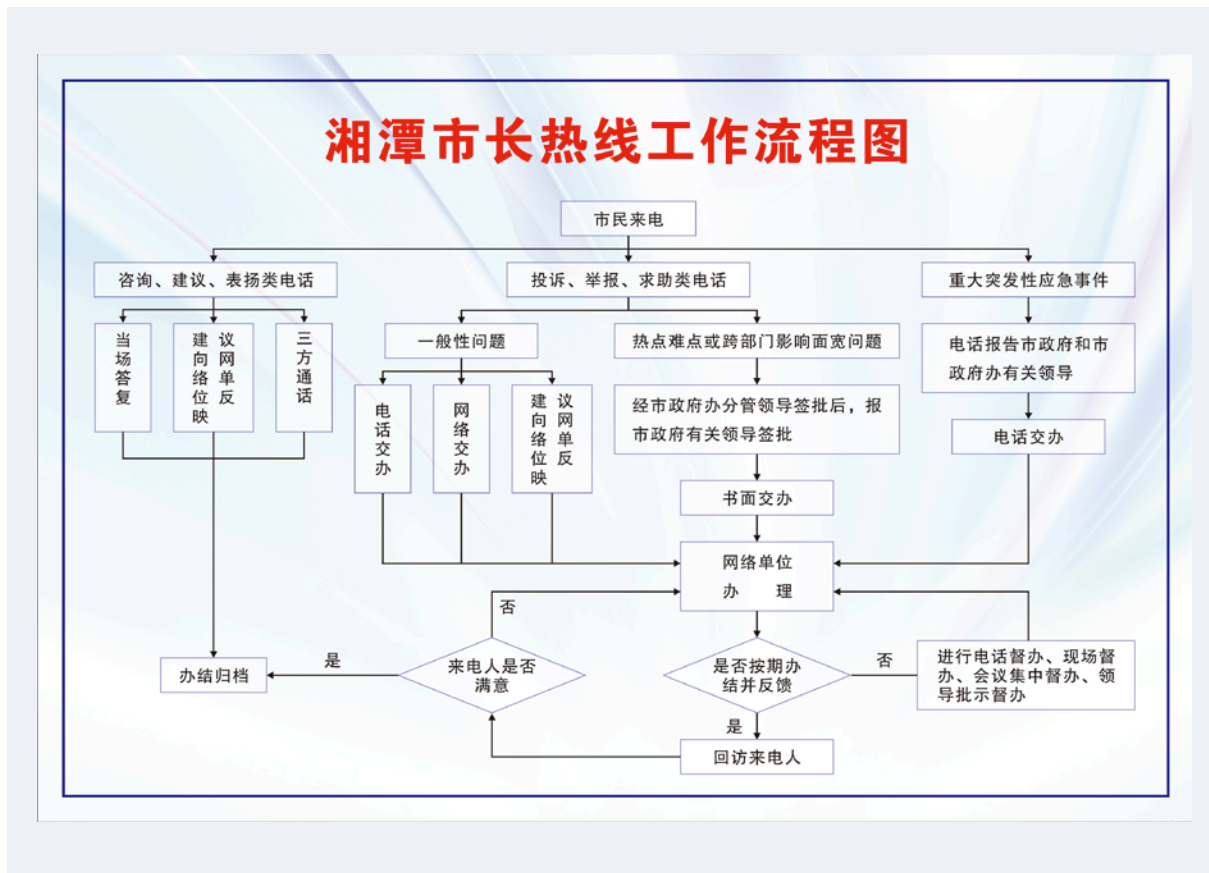 湘潭市长热线工作流程图
市民来电
咨询、建议、表扬类电话
投诉、举报、求助类电话
重大突发性应急事件
当场答复
建向络位映
议网单反
三方通话
一般性问题
热点难点或跨部门影响面宽问题
电话报告市政府和市
政府办有关领导
电话交办
网络交办
建向络位映
议网单反
经市政府办分管领导签批后，报
市政府有关领导签批
电话交办
书面交办
网络单位
办 理
否
来电人是否
满意
是
办结归档
是否按期办
结并反馈
否
进行电话督办、现场督
办、会议集中督办、领
导批示督办
是
回访来电人